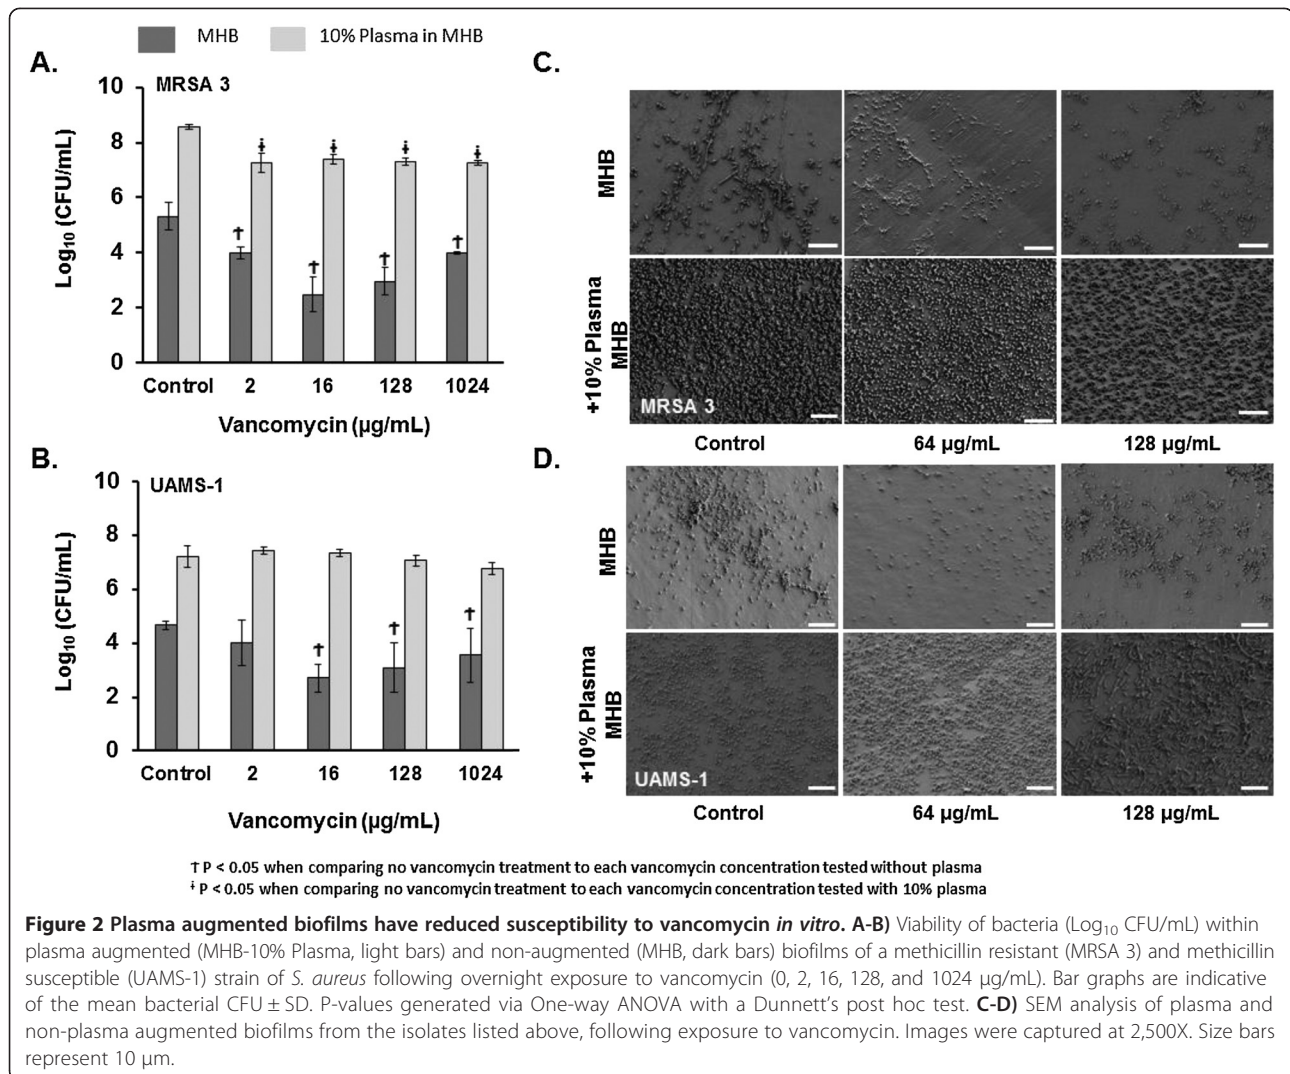 MHB
10% Plasma in MHB
A.
MRSA 3
10
8
6
4
2
0
Log₁₀ (CFU/mL)
†
†
†
†
‡
‡
‡
‡
Control 2 16 128 1024
Vancomycin (µg/mL)
B.
UAMS-1
10
8
6
4
2
0
Log₁₀ (CFU/mL)
†
†
†
Control 2 16 128 1024
Vancomycin (µg/mL)
C.
MHB
+10% Plasma
MHB
MRSA 3
Control 64 µg/mL 128 µg/mL
D.
MHB
+10% Plasma
MHB
UAMS-1
Control 64 µg/mL 128 µg/mL
† P < 0.05 when comparing no vancomycin treatment to each vancomycin concentration tested without plasma
‡ P < 0.05 when comparing no vancomycin treatment to each vancomycin concentration tested with 10% plasma
Figure 2 Plasma augmented biofilms have reduced susceptibility to vancomycin in vitro. A-B) Viability of bacteria (Log₁₀ CFU/mL) within
plasma augmented (MHB-10% Plasma, light bars) and non-augmented (MHB, dark bars) biofilms of a methicillin resistant (MRSA 3) and methicillin
susceptible (UAMS-1) strain of S. aureus following overnight exposure to vancomycin (0, 2, 16, 128, and 1024 µg/mL). Bar graphs are indicative
of the mean bacterial CFU ± SD. P-values generated via One-way ANOVA with a Dunnett's post hoc test. C-D) SEM analysis of plasma and
non-plasma augmented biofilms from the isolates listed above, following exposure to vancomycin. Images were captured at 2,500X. Size bars
represent 10 µm.